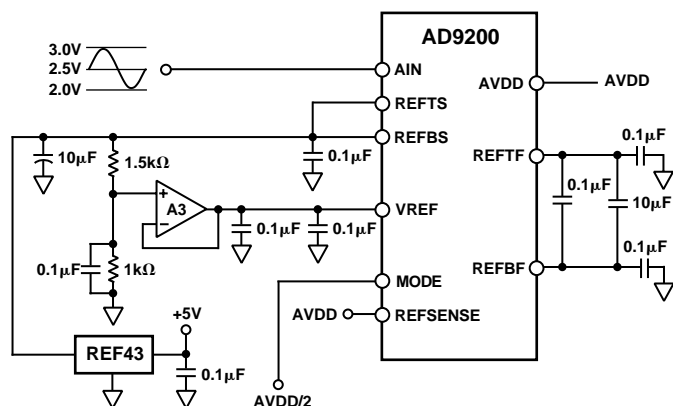 3.0V
2.5V
2.0V
AD9200
AIN
AVDD
AVDD
REFTS
REFBS
10µF
1.5kΩ
0.1µF
REFTF
0.1µF
0.1µF
10µF
A3
+
−
VREF
0.1µF
0.1µF
0.1µF
1kΩ
REFBF
0.1µF
MODE
AVDD
REFSENSE
+5V
REF43
0.1µF
AVDD/2